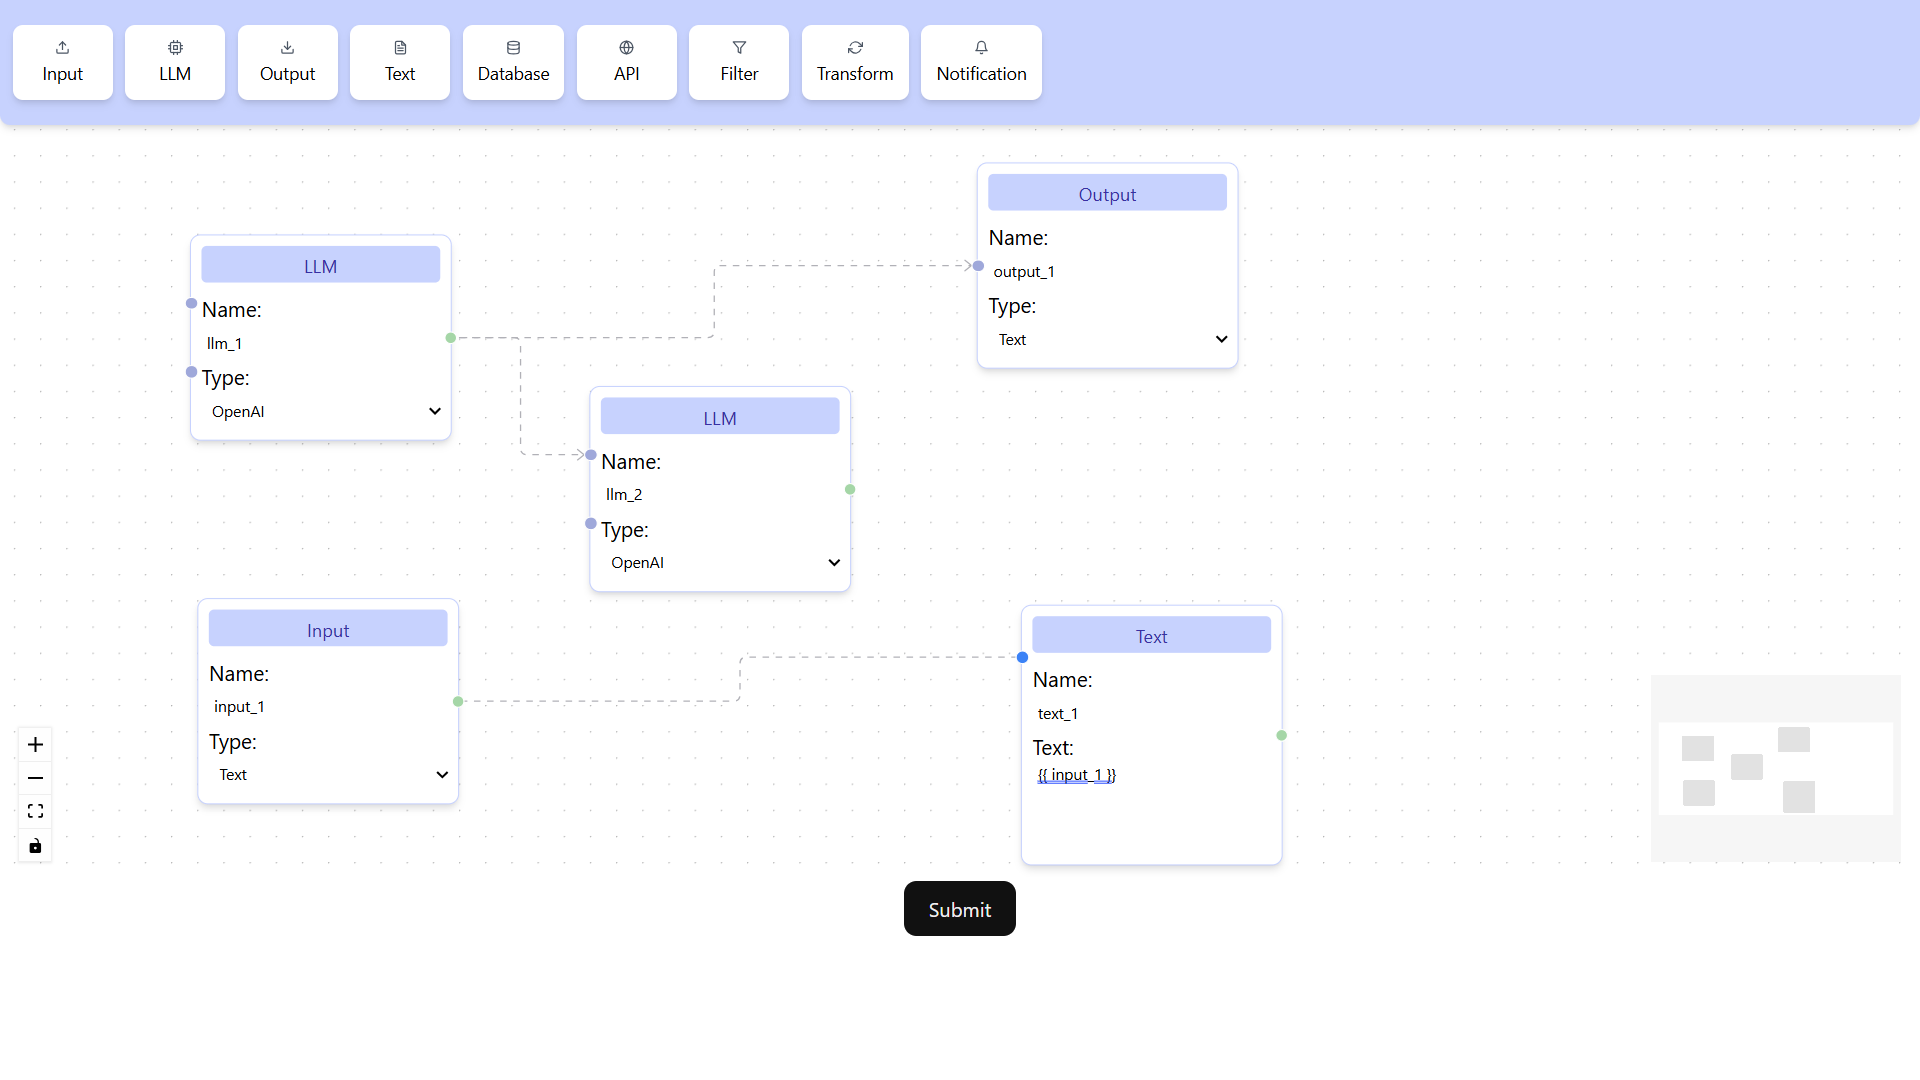 Input
LLM
Output
Text
Database
API
Filter
Transform
Notification
Output
Name:
output_1
Type:
Text
LLM
Name:
llm_1
Type:
OpenAI
LLM
Name:
llm_2
Type:
OpenAI
Input
Name:
input_1
Type:
Text
Text
Name:
text_1
Text:
{{ input_1 }}
Submit